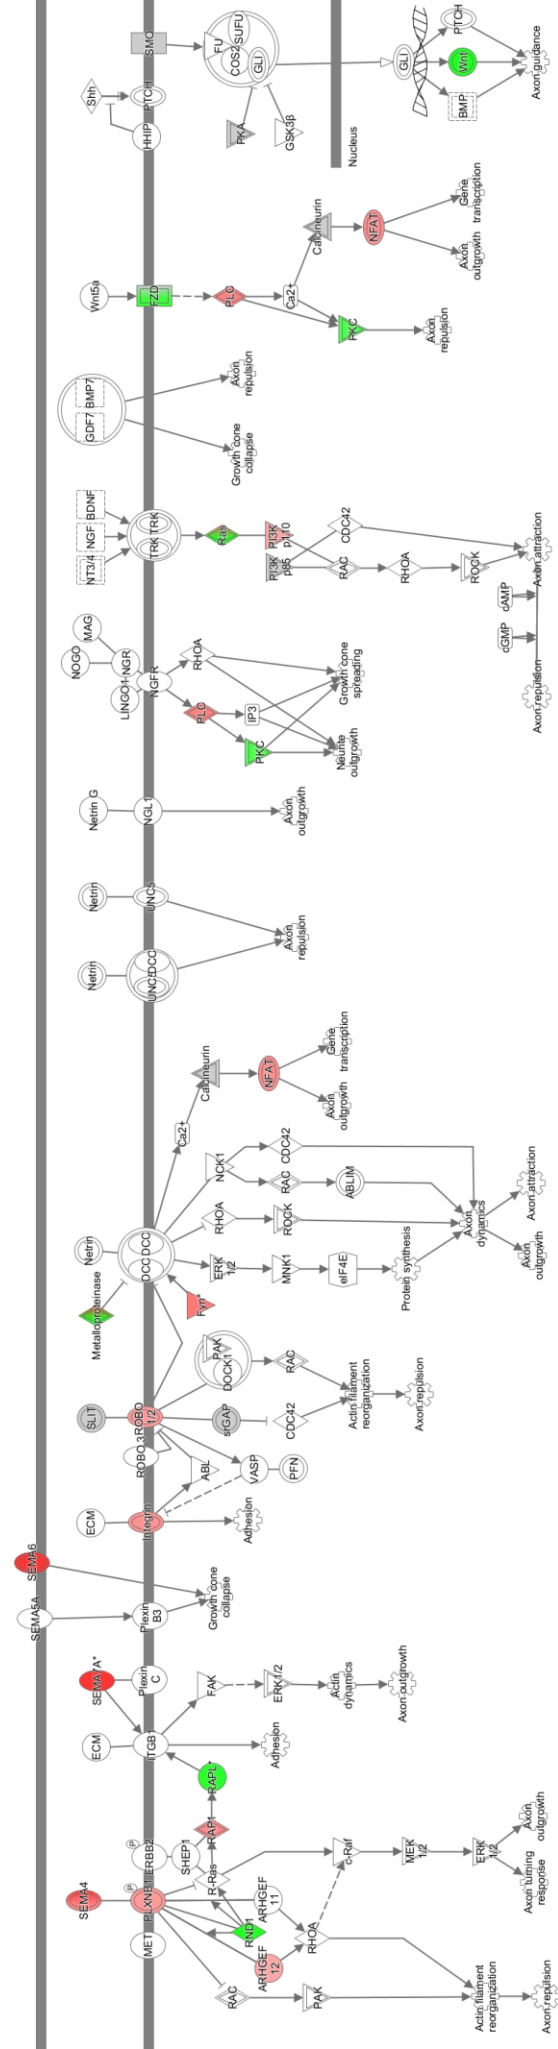 SEMA4
MET
PLXNB1
P
ERBB2
P
SHEP1
R-Ras
RAP1
RAPL*
RND1
ARHGEF
11
ARHGEF
12
RHOA
RAC
PAK
c-Raf
MEK
1/2
ERK
1/2
Actin filament
reorganization
Axon repulsion
Axon turning
response
Axon
outgrowth
ECM
SEMA7A*
ITGB1
Plexin
C
FAK
ERK1/2
Adhesion
Actin
dynamics
Axon outgrowth
SEMA5A
SEMA6
Plexin
B3
Growth cone
collapse
ECM
Integrin
Adhesion
SLIT
ROBO 3
ROBO
1/2
ABL
VASP
PFN
srGAP
CDC42
PAK
DOCK1
RAC
Actin filament
reorganization
Axon repulsion
Metalloproteinase
Netrin
DCC
DCC
Fyn*
ERK
1/2
MNK1
eIF4E
Protein synthesis
RHOA
ROCK
NCK1
RAC
CDC42
ABLIM
Axon
dynamics
Axon
outgrowth
Axon attraction
Ca2+
Calcineurin
NFAT
Axon
outgrowth
Gene
transcription
Netrin
UNC5
DCC
Netrin
UNC5
Axon
repulsion
Netrin G
NGL1
Axon
outgrowth
NOGO
MAG
LINGO1
NGR
NGFR
RHOA
PLC
PKC
IP3
Neurite
outgrowth
Growth cone
spreading
NT3/4
NGF
BDNF
TRK
TRK
Ras
PI3K
p85
PI3K
p110
RAC
CDC42
RHOA
ROCK
cGMP
cAMP
Axon repulsion
Axon attraction
GDF7
BMP7
Growth cone
collapse
Axon
repulsion
Wnt5a
FZD
PLC
Ca2+
PKC
Calcineurin
NFAT
Axon
repulsion
Axon
outgrowth
Gene
transcription
Shh
HHIP
PTCH
SMO
FU
COS2
SUFU
GLI
PKA
GSK3β
Nucleus
GLI
BMP
Wnt
PTCH
Axon guidance